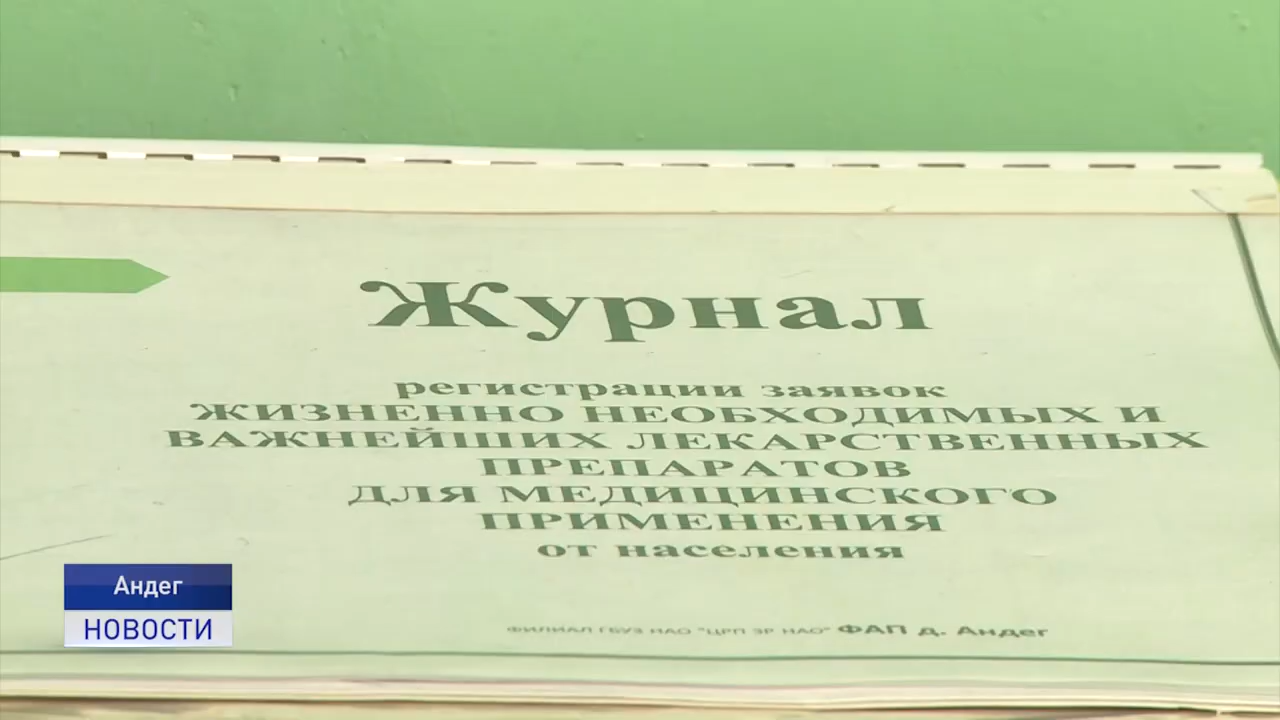 Журнал
регистрации заявок
ЖИЗНЕННО НЕОБХОДИМЫХ И
ВАЖНЕЙШИХ ЛЕКАРСТВЕННЫХ
ПРЕПАРАТОВ
ДЛЯ МЕДИЦИНСКОГО
ПРИМЕНЕНИЯ
от населения
ФИЛИАЛ ГБУЗ НАО "ЦРП ЗР НАО" ФАП д. Андег
Андег
НОВОСТИ